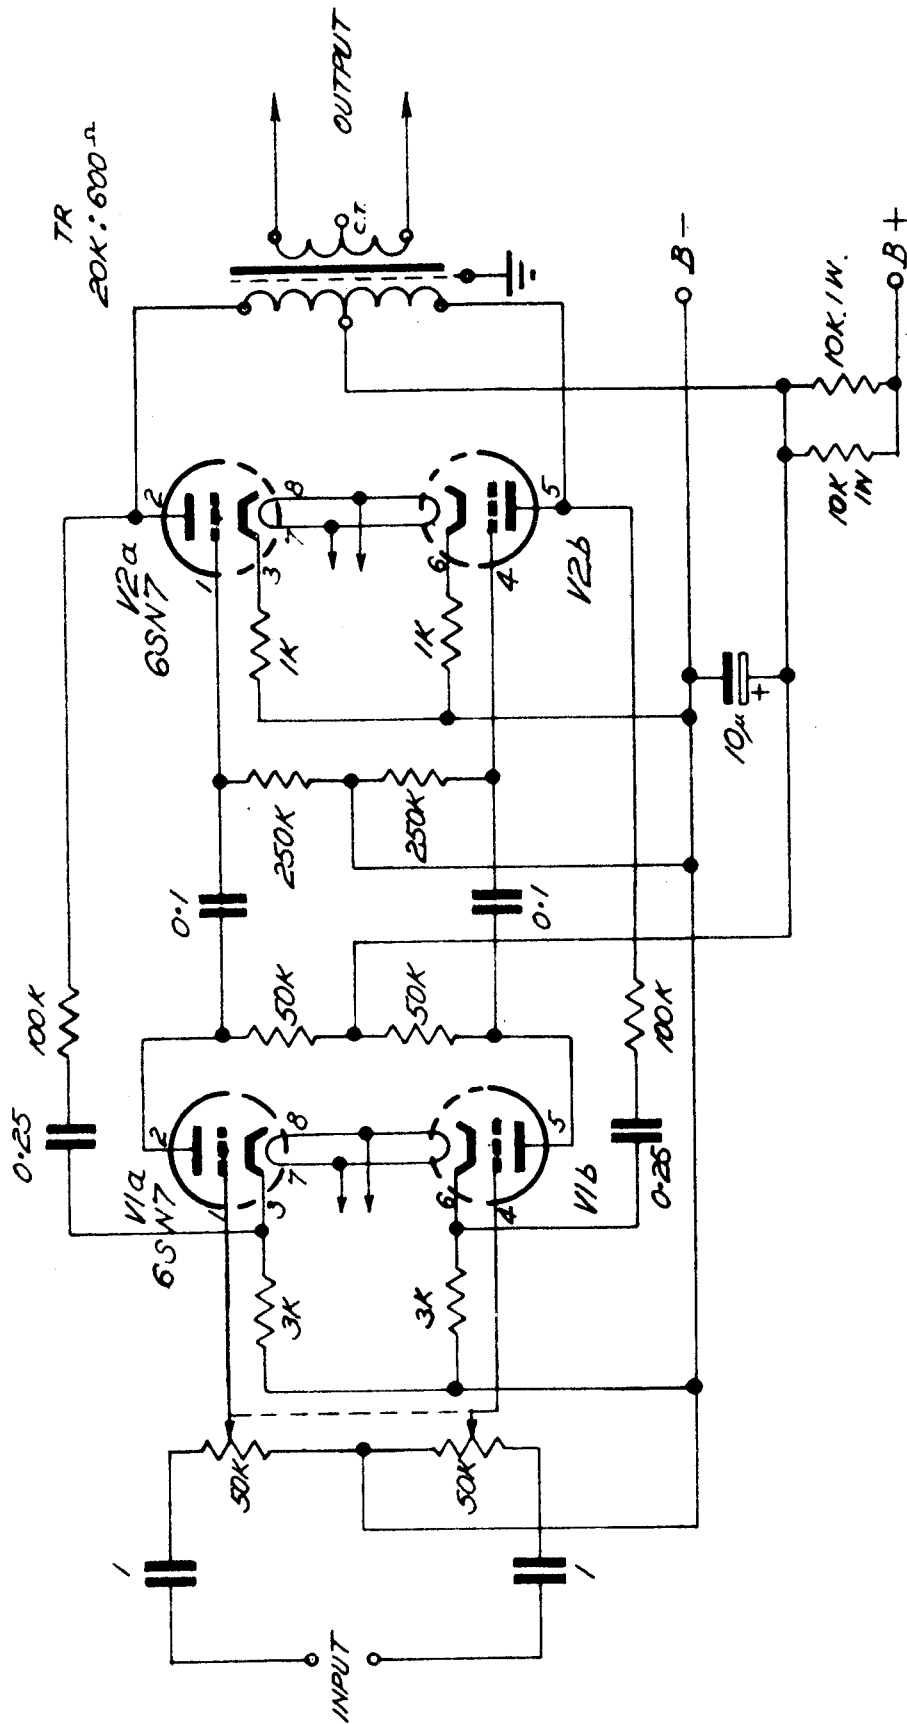 TR
20K : 600Ω
V2a
6SN7
V1a
6SN7
100K
0.25
2
2
1
1
8
8
7
7
3
3
0.1
50K
250K
1K
C.T.
OUTPUT
1
50K
3K
INPUT
50K
3K
50K
250K
1K
6
6
4
4
5
5
0.1
1
V1b
V2b
0.25
100K
B-
10μ
+
10K
1W
10K. 1W.
B+